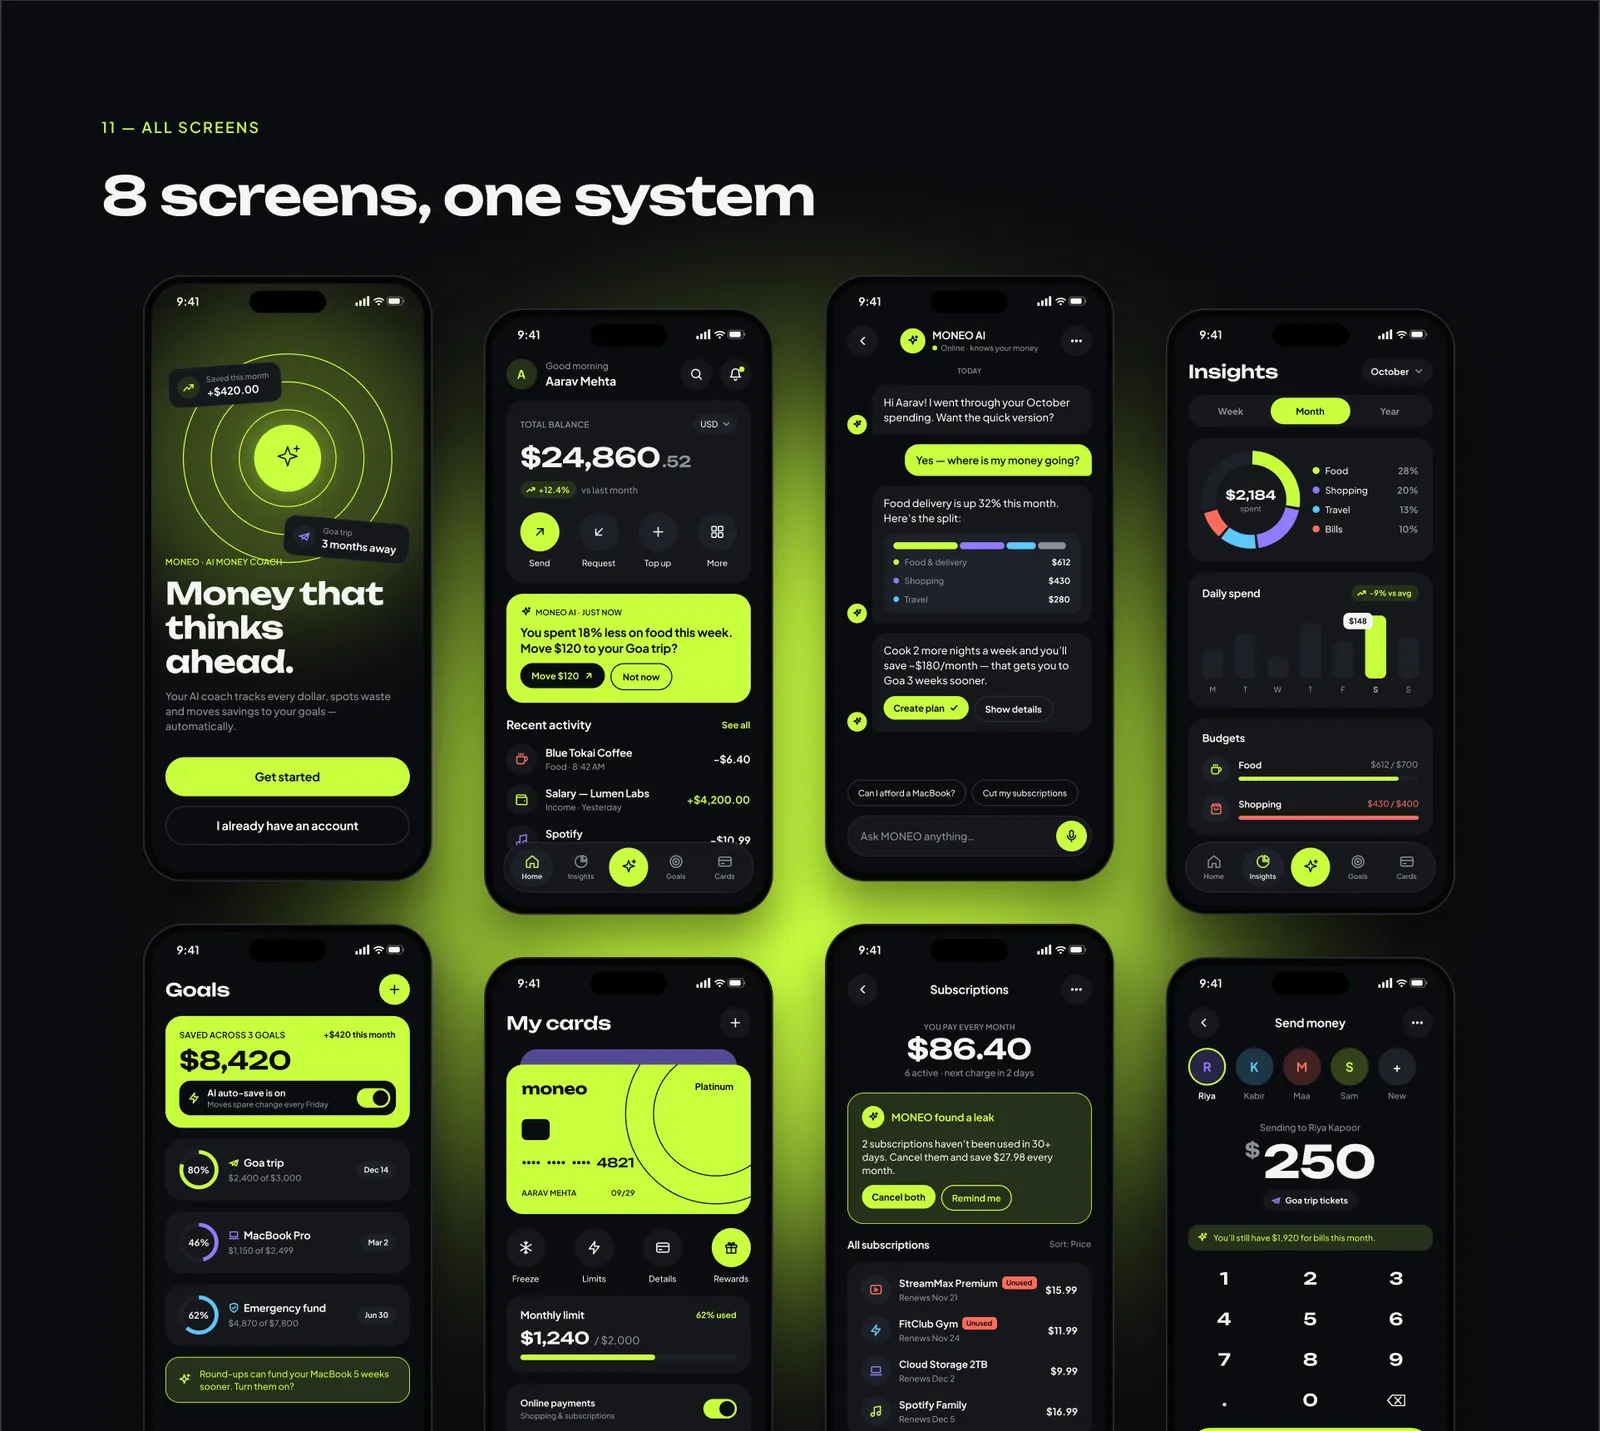 11 — ALL SCREENS
8 screens, one system
9:41
Saved this month
+$420.00
Goa trip
3 months away
MONEO · AI MONEY COACH
Money that
thinks
ahead.
Your AI coach tracks every dollar, spots waste
and moves savings to your goals —
automatically.
Get started
I already have an account
9:41
A
Good morning
Aarav Mehta
TOTAL BALANCE
USD
$24,860.52
+12.4% vs last month
Send Request Top up More
MONEO AI · JUST NOW
You spent 18% less on food this week.
Move $120 to your Goa trip?
Move $120 Not now
Recent activity See all
Blue Tokai Coffee
Food · 8:42 AM
-$6.40
Salary — Lumen Labs
Income · Yesterday
+$4,200.00
Spotify
-$10.99
Home Insights Goals Cards
9:41
MONEO AI
Online · knows your money
TODAY
Hi Aarav! I went through your October
spending. Want the quick version?
Yes — where is my money going?
Food delivery is up 32% this month.
Here's the split:
Food & delivery $612
Shopping $430
Travel $280
Cook 2 more nights a week and you'll
save ~$180/month — that gets you to
Goa 3 weeks sooner.
Create plan Show details
Can I afford a MacBook? Cut my subscriptions
Ask MONEO anything...
9:41
Insights October
Week Month Year
$2,184
spent
Food 28%
Shopping 20%
Travel 13%
Bills 10%
Daily spend -9% vs avg
$148
M T W T F S S
Budgets
Food $612 / $700
Shopping $430 / $400
Home Insights Goals Cards
9:41
Goals
SAVED ACROSS 3 GOALS +$420 this month
$8,420
AI auto-save is on
Moves spare change every Friday
80%
Goa trip
$2,400 of $3,000
Dec 14
46%
MacBook Pro
$1,150 of $2,499
Mar 2
62%
Emergency fund
$4,870 of $7,800
Jun 30
Round-ups can fund your MacBook 5 weeks
sooner. Turn them on?
9:41
My cards
moneo Platinum
•••• •••• •••• 4821
AARAV MEHTA 09/29
Freeze Limits Details Rewards
Monthly limit 62% used
$1,240 / $2,000
Online payments
Shopping & subscriptions
9:41
Subscriptions
YOU PAY EVERY MONTH
$86.40
6 active · next charge in 2 days
MONEO found a leak
2 subscriptions haven't been used in 30+
days. Cancel them and save $27.98 every
month.
Cancel both Remind me
All subscriptions Sort: Price
StreamMax Premium Unused
Renews Nov 21
$15.99
FitClub Gym Unused
Renews Nov 24
$11.99
Cloud Storage 2TB
Renews Dec 2
$9.99
Spotify Family
Renews Dec 5
$16.99
9:41
Send money
R K M S +
Riya Kabir Maa Sam New
Sending to Riya Kapoor
$250
Goa trip tickets
You'll still have $1,920 for bills this month.
1 2 3
4 5 6
7 8 9
. 0